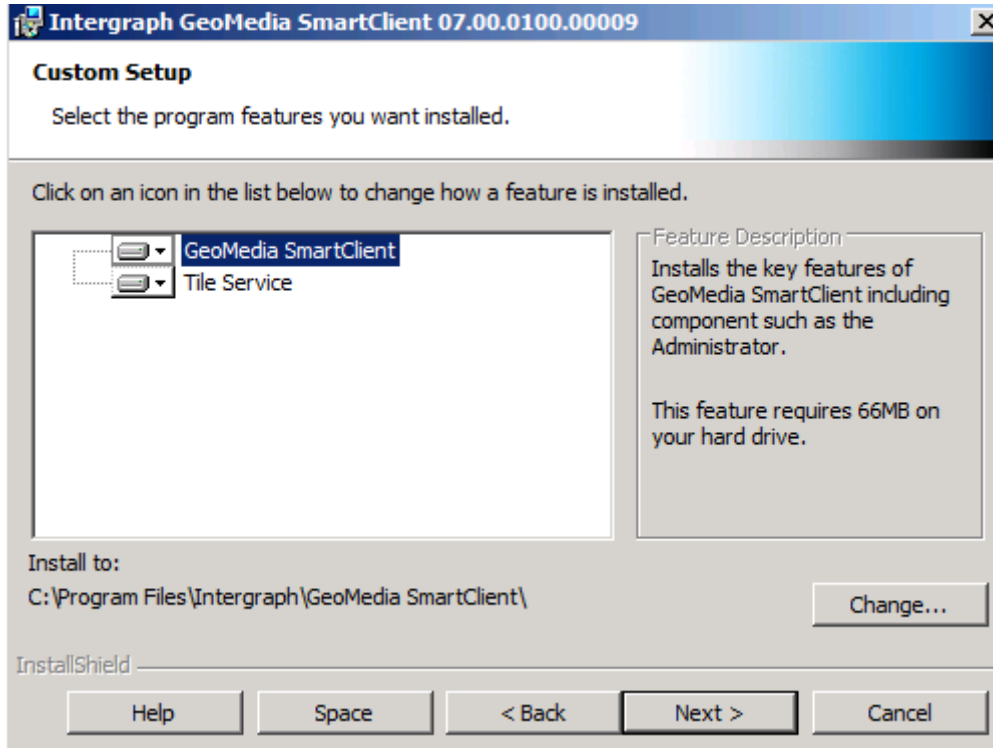 Intergraph GeoMedia SmartClient 07.00.0100.00009
Custom Setup
Select the program features you want installed.
Click on an icon in the list below to change how a feature is installed.
GeoMedia SmartClient
Tile Service
Feature Description
Installs the key features of
GeoMedia SmartClient including
component such as the
Administrator.
This feature requires 66MB on
your hard drive.
Install to:
C:\Program Files\Intergraph\GeoMedia SmartClient\
Change...
InstallShield
Help
Space
< Back
Next >
Cancel